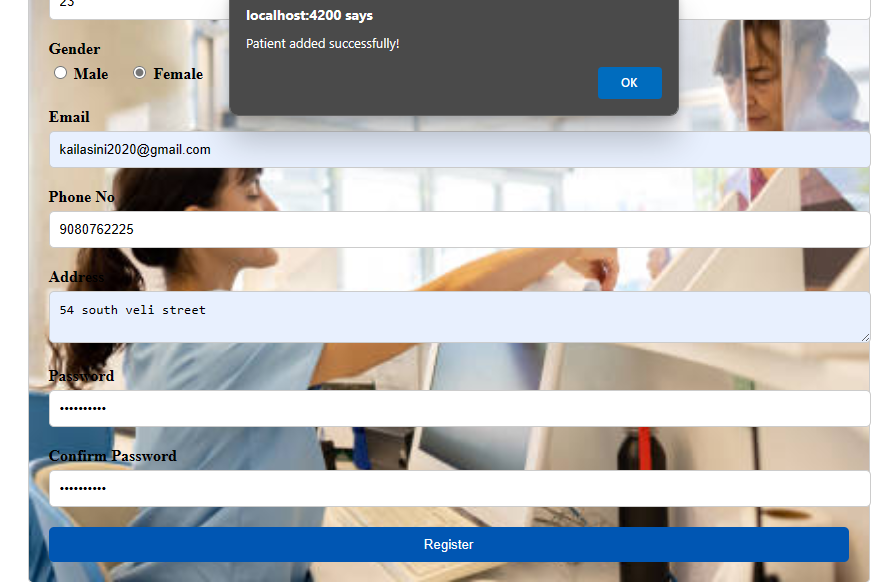 23
localhost:4200 says
Patient added successfully!
OK
Gender
Male Female
Email
kailasini2020@gmail.com
Phone No
9080762225
Address
54 south veli street
Password
••••••••••
Confirm Password
••••••••••
Register